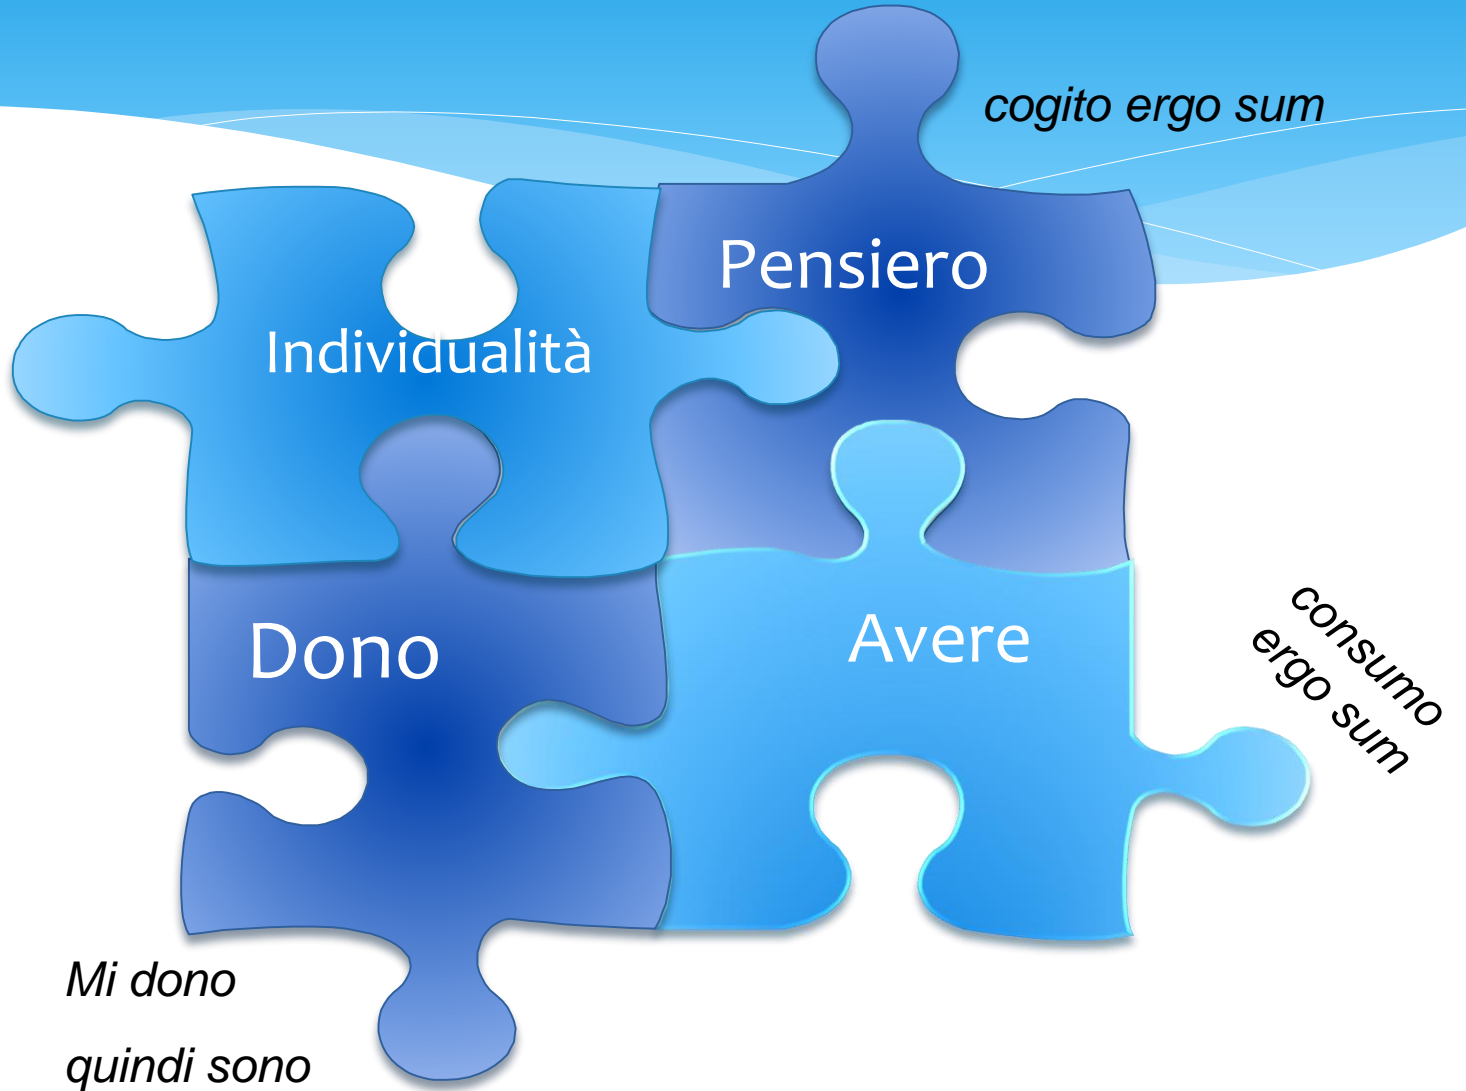 cogito ergo sum
Pensiero
Individualità
Dono
Avere
consumo
ergo sum
Mi dono
quindi sono